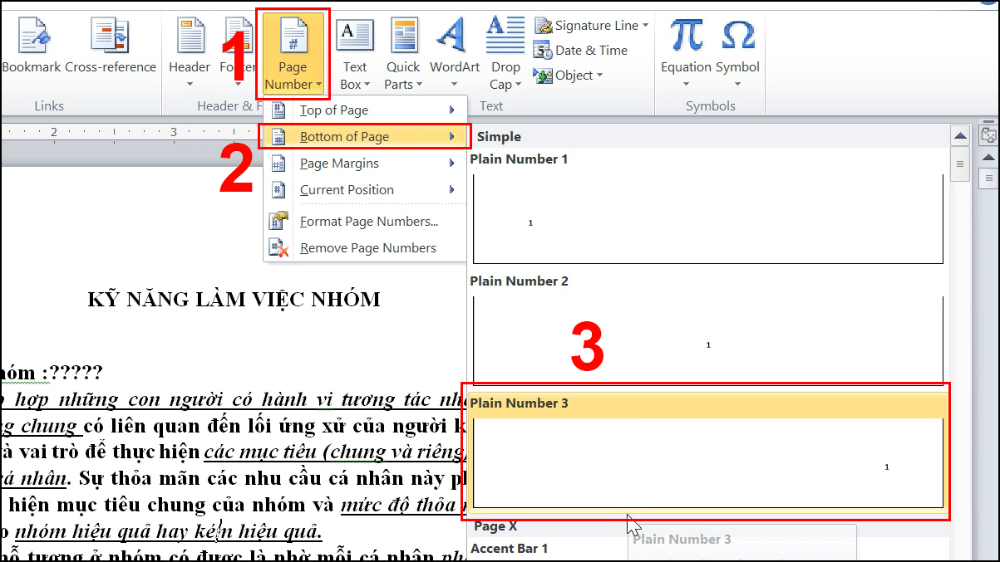 Bookmark Cross-reference
Links
Header Footer
Page
Number
Header & F
Text
Box
Quick
Parts
WordArt
Drop
Cap
Signature Line
Date & Time
Object
Text
Equation Symbol
Symbols
1
2 3
Top of Page
Bottom of Page
Page Margins
Current Position
Format Page Numbers...
Remove Page Numbers
2
Simple
Plain Number 1
1
Plain Number 2
1
3
Plain Number 3
1
Page X
Accent Bar 1
Plain Number 3
KỸ NĂNG LÀM VIỆC NHÓM
hóm :?????
hợp những con người có hành vi tương tác
chung có liên quan đến lối ứng xử của người
và vai trò để thực hiện các mục tiêu (chung và riêng)
cá nhân. Sự thỏa mãn các nhu cầu cá nhân này
hiện mục tiêu chung của nhóm và mức độ thỏa
nhóm hiệu quả hay kém hiệu quả.
tượng ở nhóm có được là nhờ mỗi cá nhân